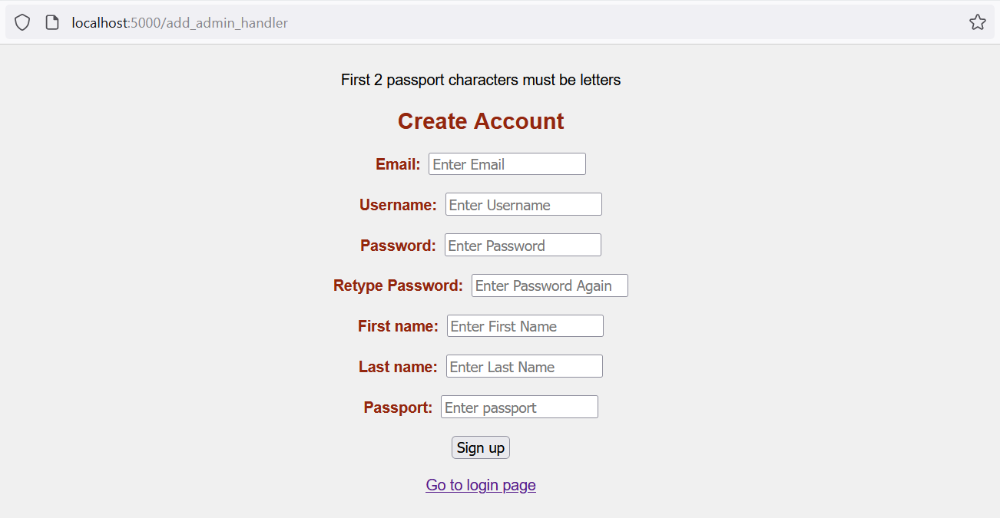 localhost:5000/add_admin_handler
First 2 passport characters must be letters
Create Account
Email: Enter Email
Username: Enter Username
Password: Enter Password
Retype Password: Enter Password Again
First name: Enter First Name
Last name: Enter Last Name
Passport: Enter passport
Sign up
Go to login page